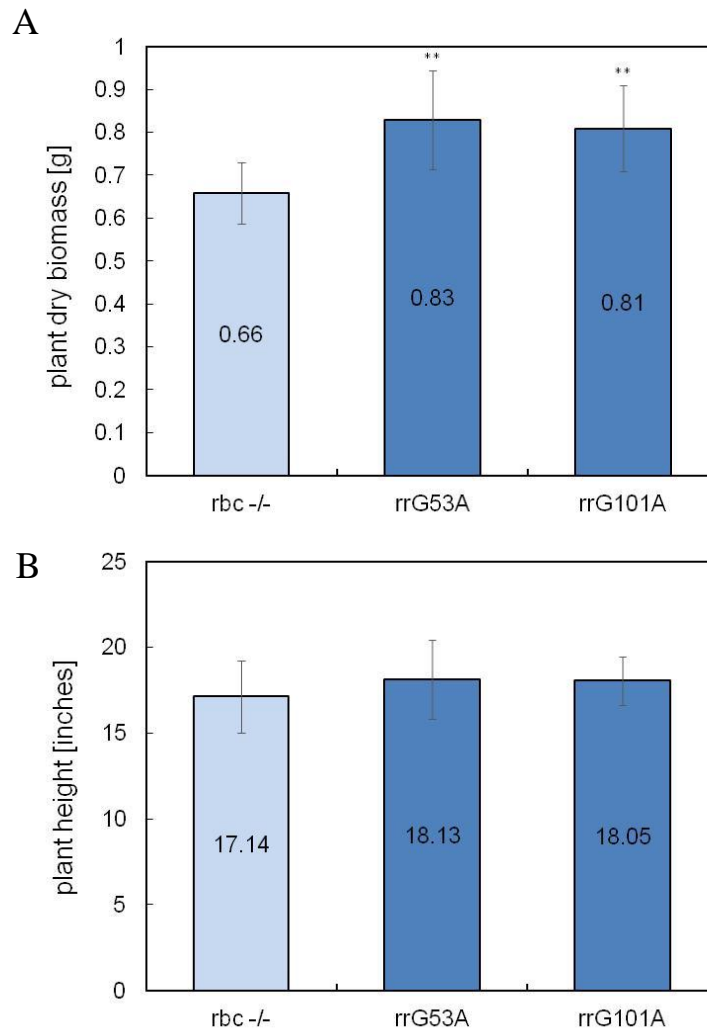 A
plant dry biomass [g]
1
0.9
0.8
0.7
0.6
0.5
0.4
0.3
0.2
0.1
0
** **
0.66 0.83 0.81
rbc -/- rrG53A rrG101A
B
plant height [inches]
25
20
15
10
5
0
17.14 18.13 18.05
rbc -/- rrG53A rrG101A